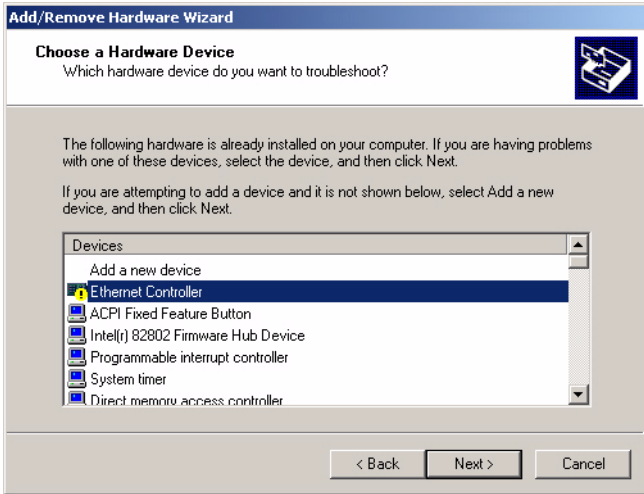 Add/Remove Hardware Wizard
Choose a Hardware Device
Which hardware device do you want to troubleshoot?
The following hardware is already installed on your computer. If you are having problems
with one of these devices, select the device, and then click Next.
If you are attempting to add a device and it is not shown below, select Add a new
device, and then click Next.
Devices
Add a new device
Ethernet Controller
ACPI Fixed Feature Button
Intel(r) 82802 Firmware Hub Device
Programmable interrupt controller
System timer
Direct memory access controller
< Back
Next >
Cancel